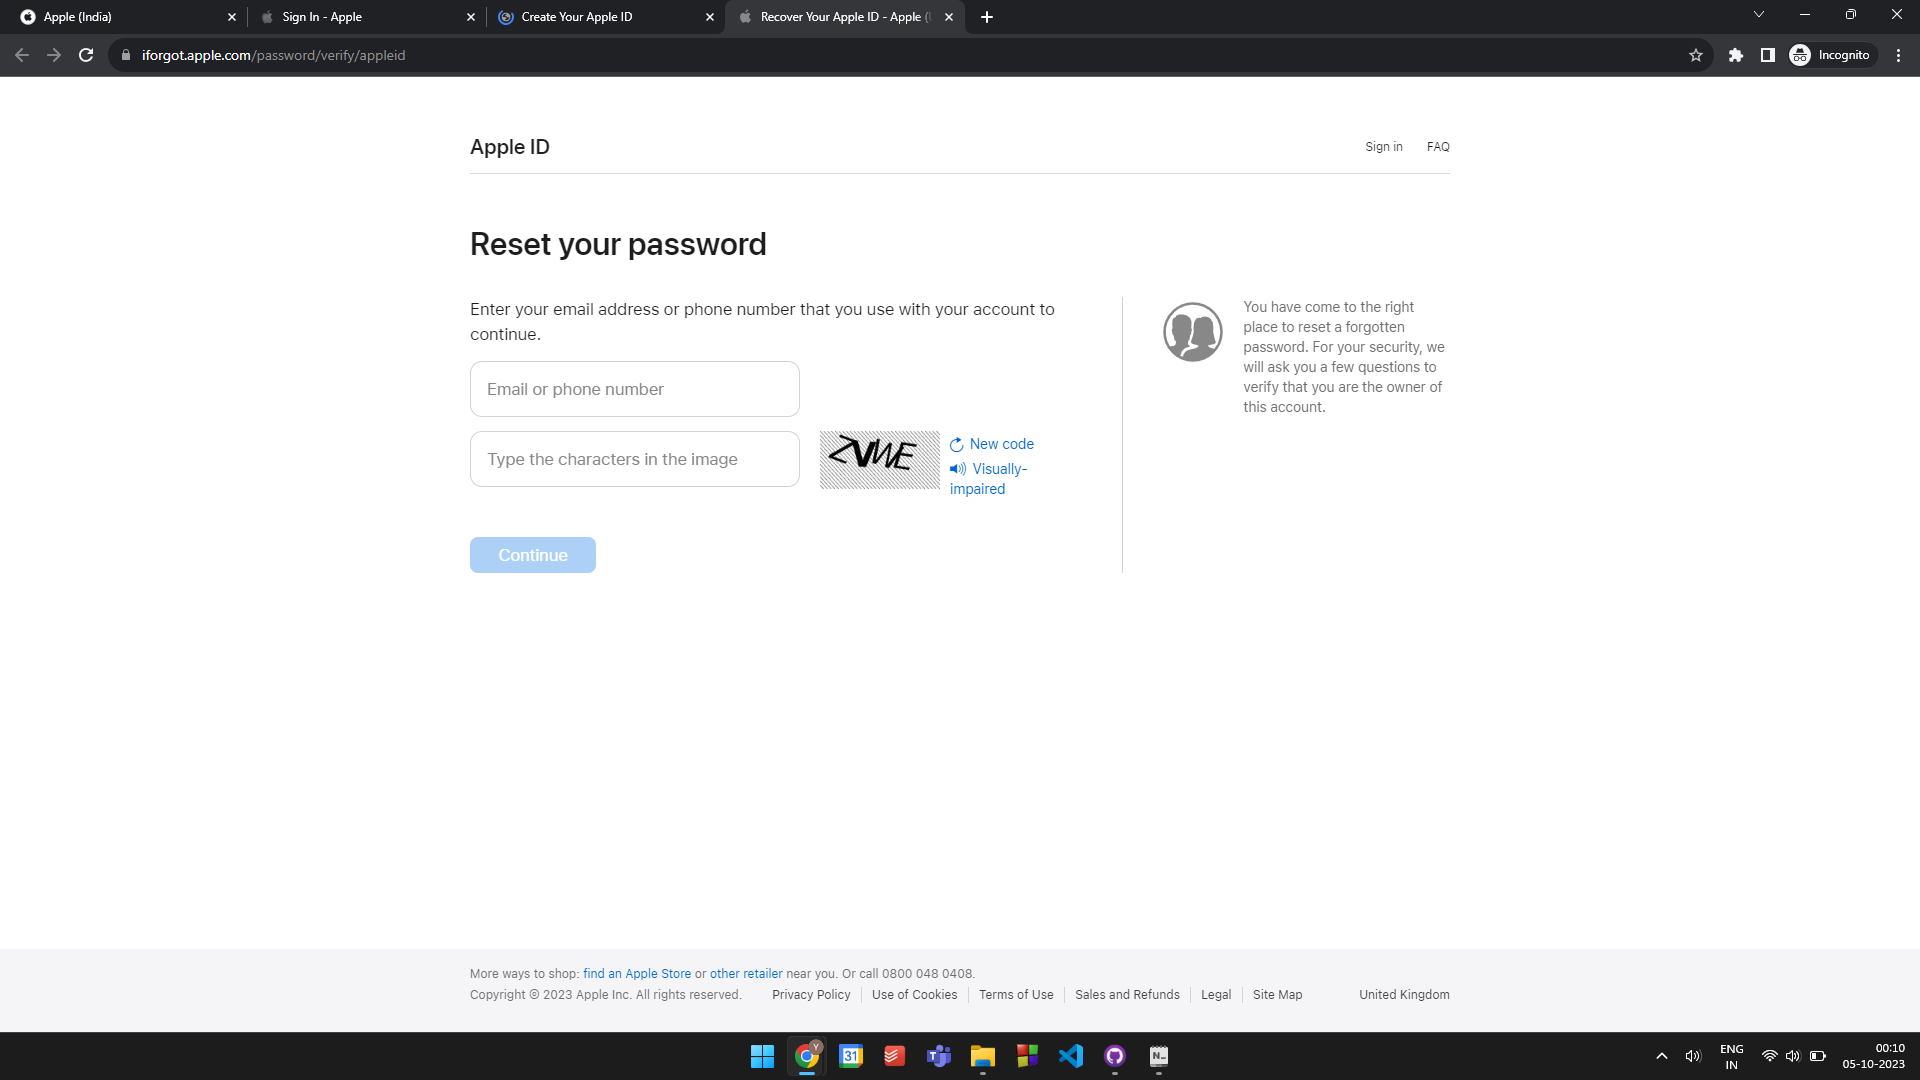 Apple (India)
Sign In - Apple
Create Your Apple ID
Recover Your Apple ID - Apple (
iforgot.apple.com/password/verify/appleid
Incognito
Apple ID
Sign in
FAQ
Reset your password
Enter your email address or phone number that you use with your account to
continue.
Email or phone number
Type the characters in the image
New code
Visually-
impaired
Continue
You have come to the right
place to reset a forgotten
password. For your security, we
will ask you a few questions to
verify that you are the owner of
this account.
More ways to shop: find an Apple Store or other retailer near you. Or call 0800 048 0408.
Copyright © 2023 Apple Inc. All rights reserved.
Privacy Policy
Use of Cookies
Terms of Use
Sales and Refunds
Legal
Site Map
United Kingdom
Y
31
T
N
ENG
IN
00:10
05-10-2023